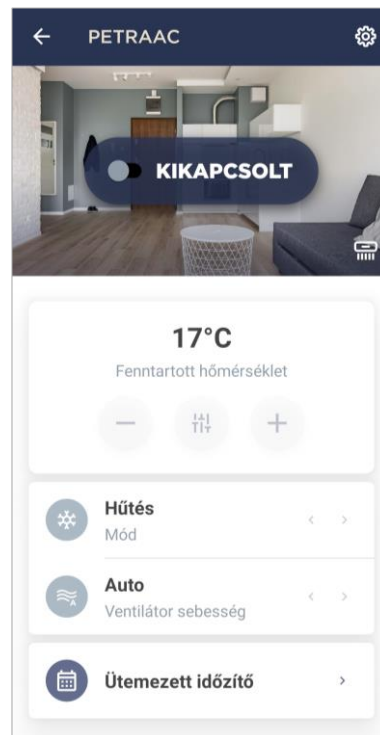 PETRAAC
KIKAPCSOLT
17°C
Fenntartott hőmérséklet
Hűtés
Mód
Auto
Ventilátor sebesség
Ütemezett időzítő